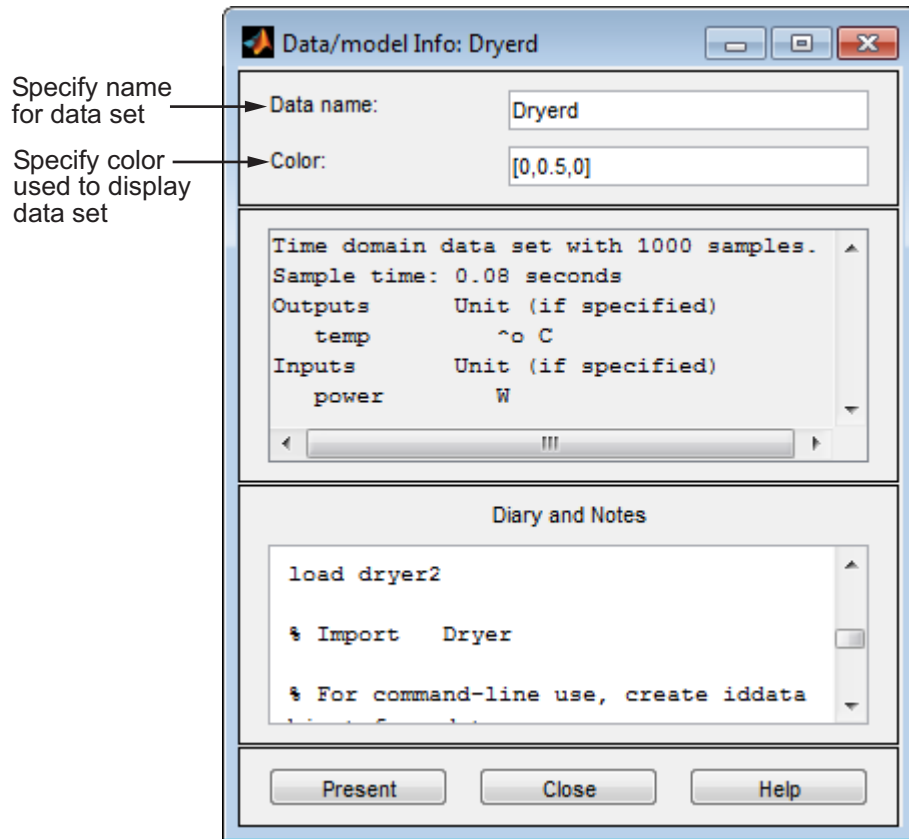 Data/model Info: Dryerd
Specify name
for data set
Data name:
Dryerd
Specify color
used to display
data set
Color:
[0,0.5,0]
Time domain data set with 1000 samples.
Sample time: 0.08 seconds
Outputs Unit (if specified)
temp ^o C
Inputs Unit (if specified)
power W
Diary and Notes
load dryer2
% Import Dryer
% For command-line use, create iddata
Present Close Help